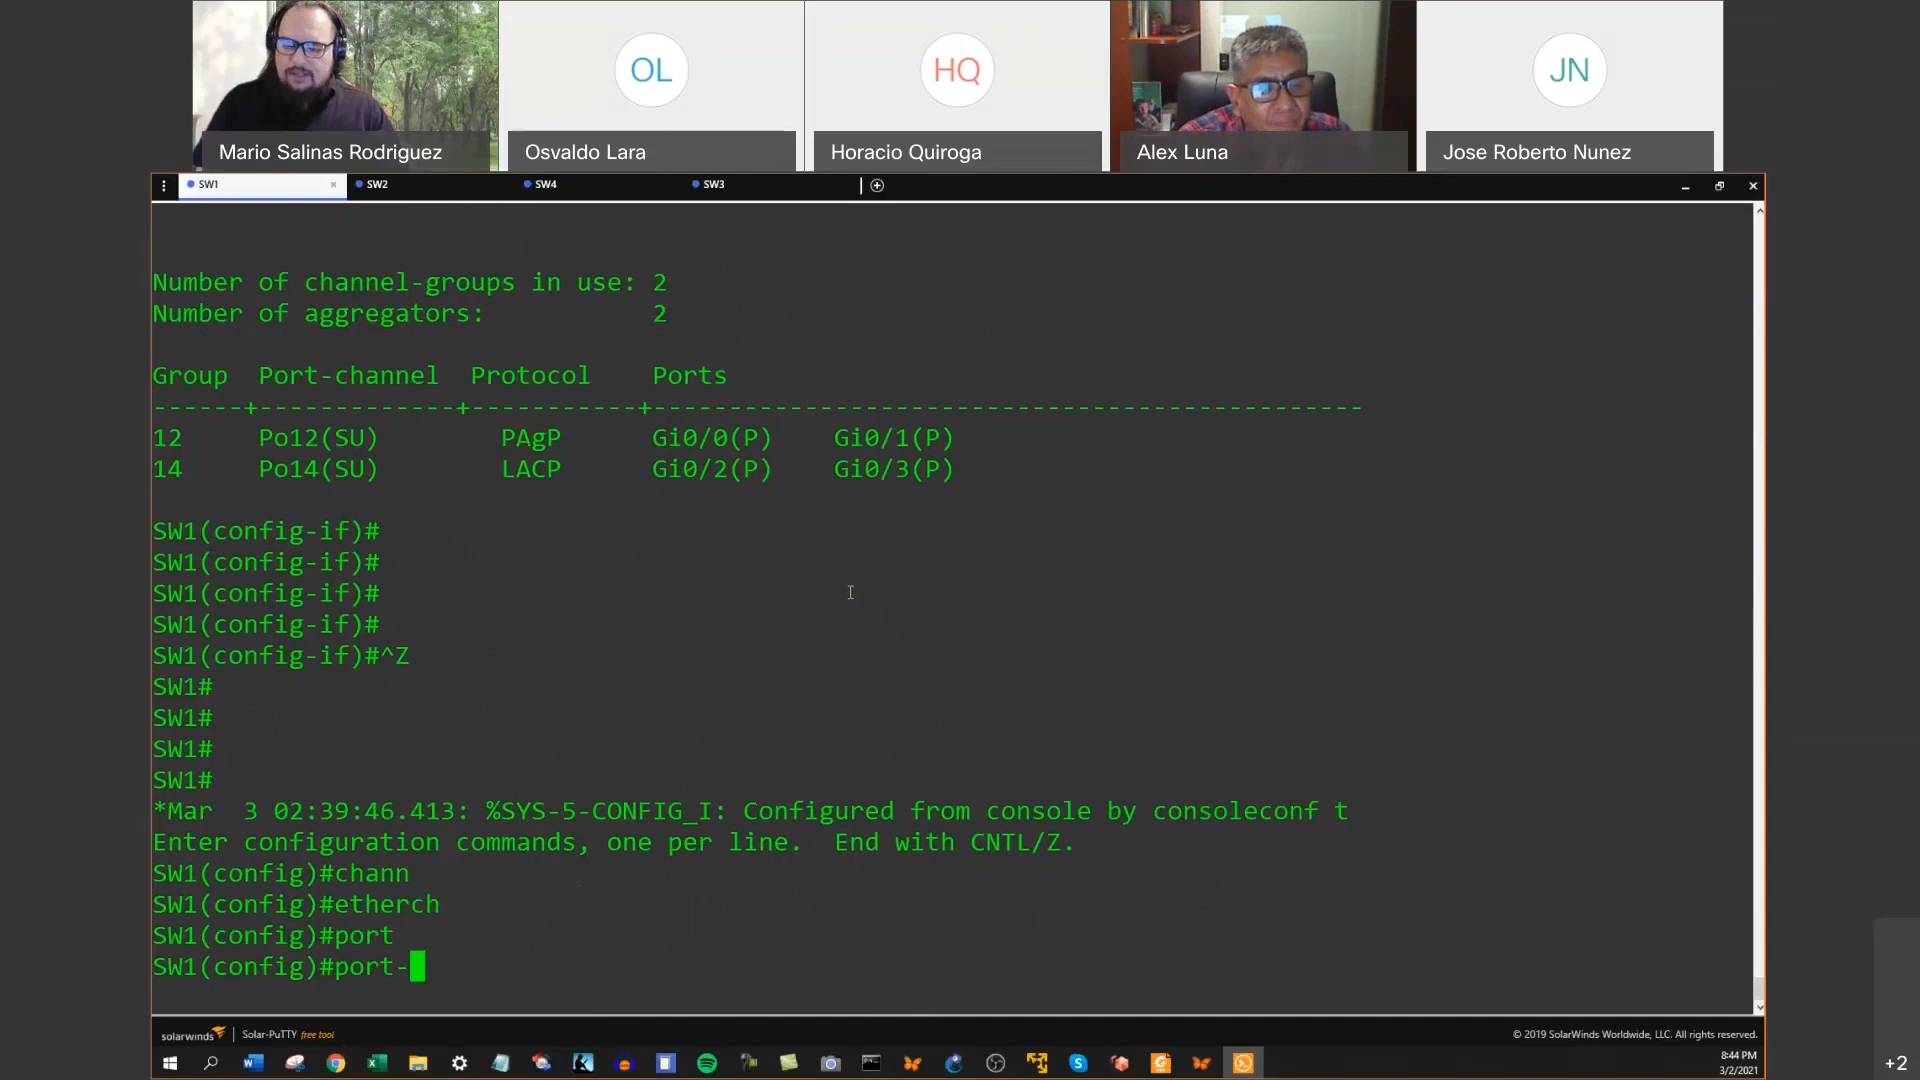 OL
HQ
JN
Mario Salinas Rodriguez
Osvaldo Lara
Horacio Quiroga
Alex Luna
Jose Roberto Nunez
SW1
SW2
SW4
SW3
Number of channel-groups in use: 2
Number of aggregators: 2
Group Port-channel Protocol Ports
------+-------------+-----------+-----------------------------------------------
12 Po12(SU) PAgP Gi0/0(P) Gi0/1(P)
14 Po14(SU) LACP Gi0/2(P) Gi0/3(P)
SW1(config-if)#
SW1(config-if)#
SW1(config-if)#
SW1(config-if)#
SW1(config-if)#^Z
SW1#
SW1#
SW1#
SW1#
*Mar  3 02:39:46.413: %SYS-5-CONFIG_I: Configured from console by consoleconf t
Enter configuration commands, one per line.  End with CNTL/Z.
SW1(config)#chann
SW1(config)#etherch
SW1(config)#port
SW1(config)#port-
solarwinds Solar-PuTTY free tool
© 2019 SolarWinds Worldwide, LLC. All rights reserved.
8:44 PM
3/2/2021
+2